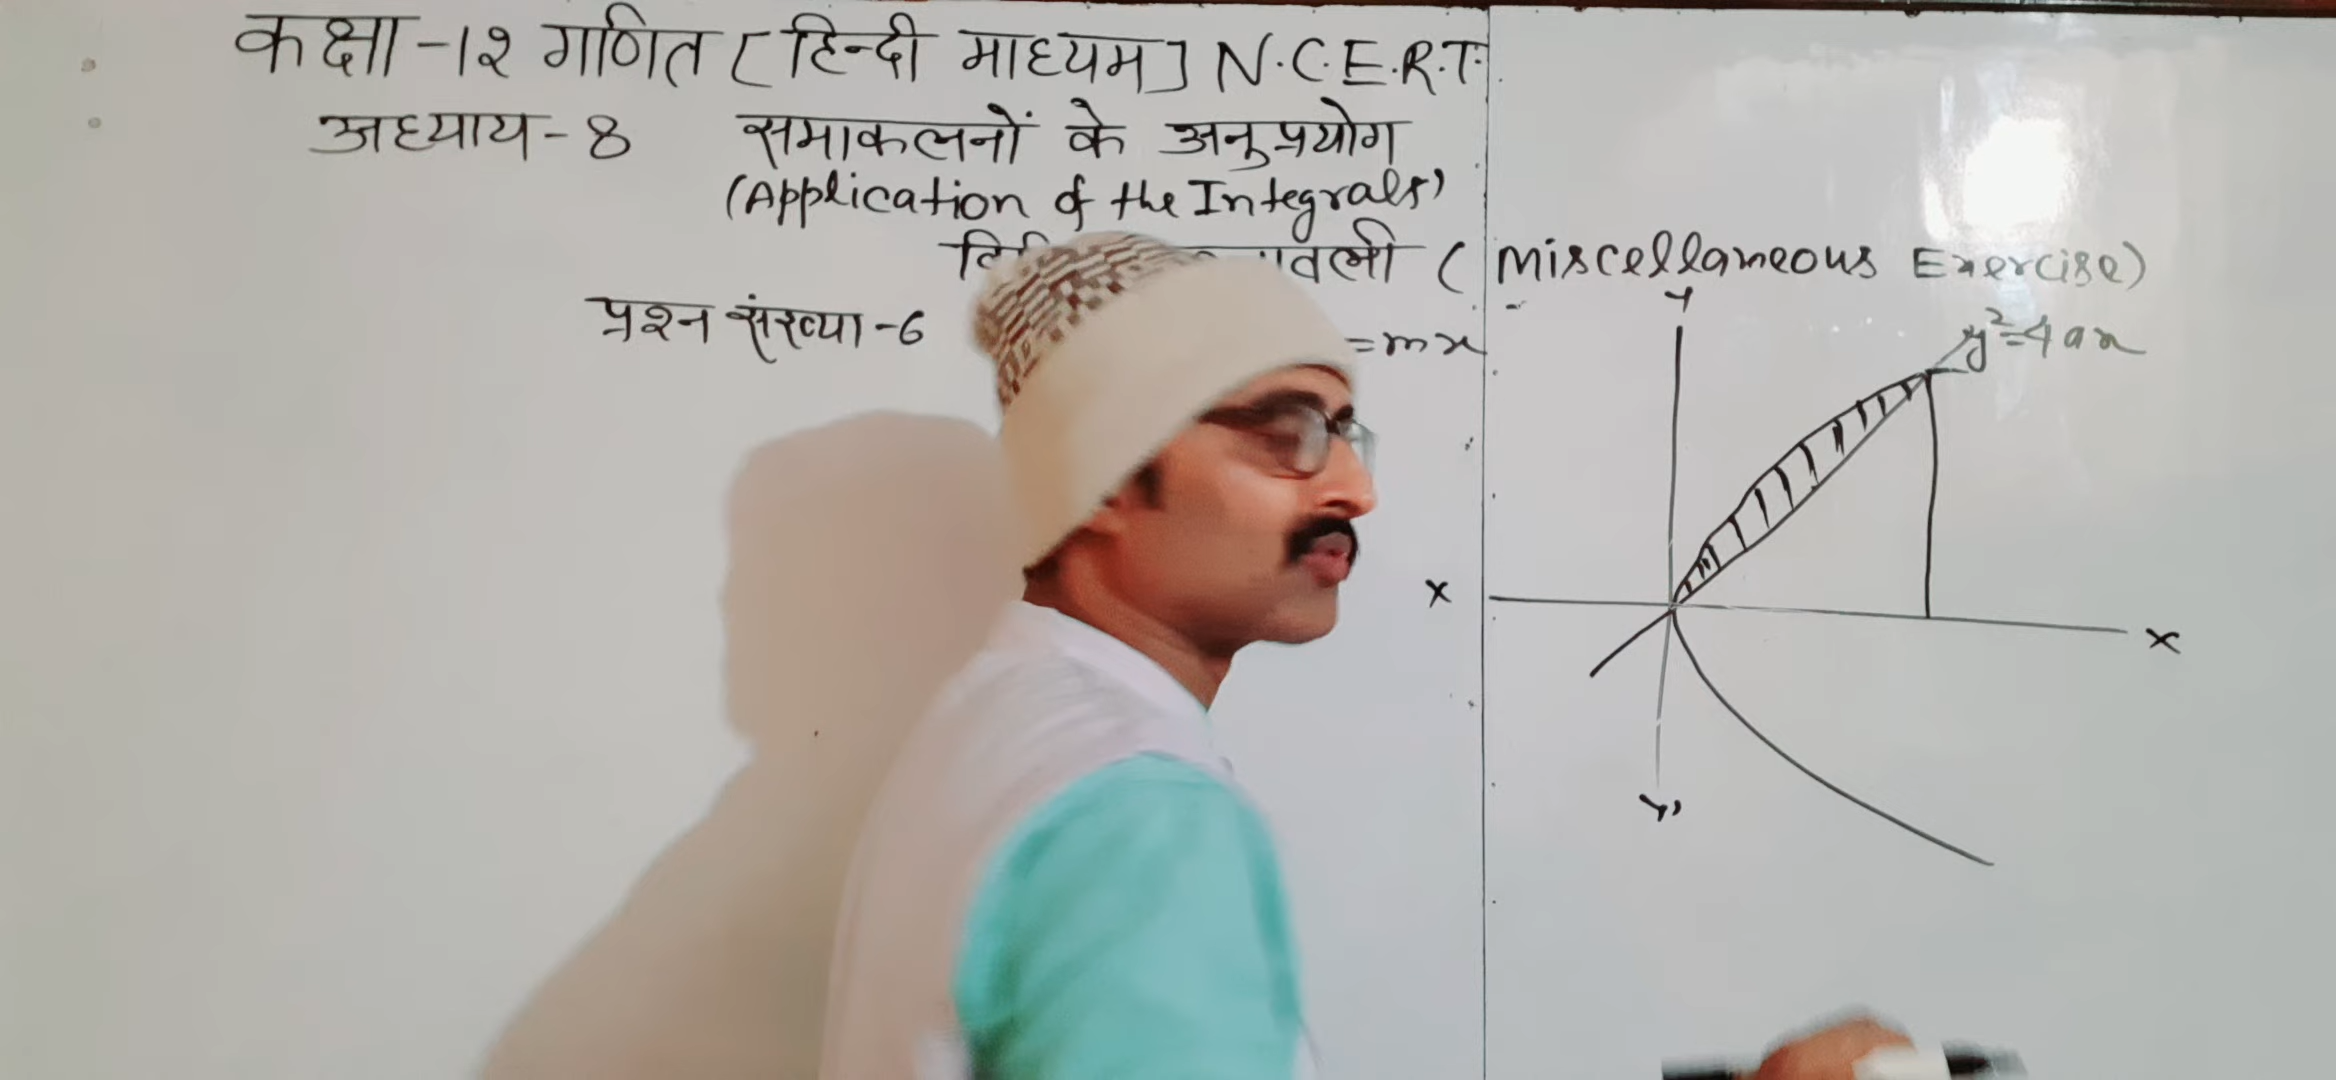 कक्षा -१२ गणित [हिन्दी माध्यम] N.C.E.R.T.
अध्याय - 8 समाकलनों के अनुप्रयोग
(Application of the Integrals)
(Miscellaneous Exercise)
प्रश्न संख्या -6 =mx
Y
y²=4ax
X
X
Y'